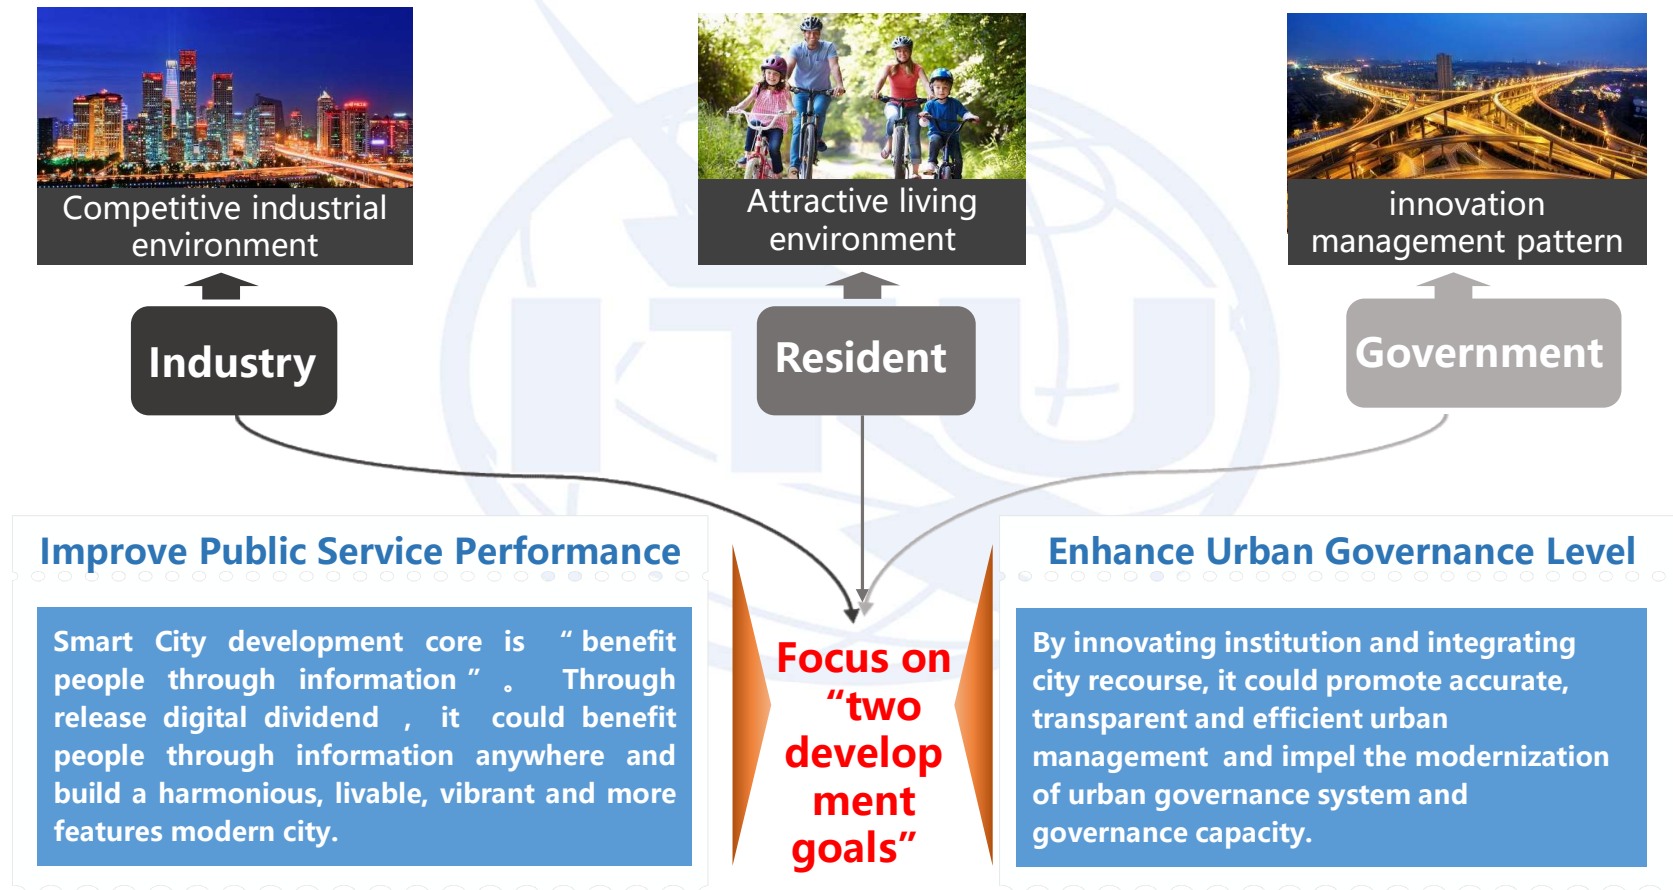 Competitive industrial
environment
Attractive living
environment
innovation
management pattern
Industry
Resident
Government
Improve Public Service Performance
Smart City development core is “ benefit
people through information ” 。 Through
release digital dividend , it could benefit
people through information anywhere and
build a harmonious, livable, vibrant and more
features modern city.
Focus on
“two
develop
ment
goals”
Enhance Urban Governance Level
By innovating institution and integrating
city recourse, it could promote accurate,
transparent and efficient urban
management and impel the modernization
of urban governance system and
governance capacity.
ITU